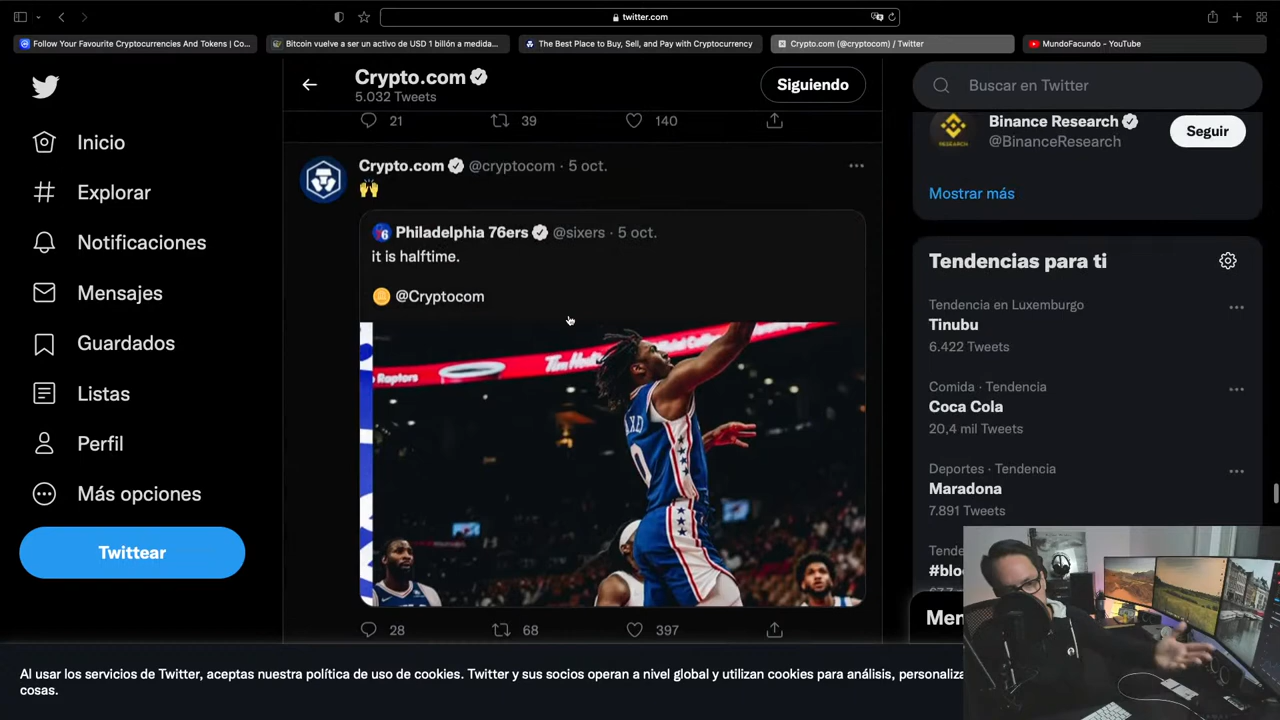 twitter.com
Follow Your Favourite Cryptocurrencies And Tokens | Co...
Bitcoin vuelve a ser un activo de USD 1 billón a medida...
The Best Place to Buy, Sell, and Pay with Cryptocurrency
Crypto.com (@cryptocom) / Twitter
MundoFacundo - YouTube
Inicio
Explorar
Notificaciones
Mensajes
Guardados
Listas
Perfil
Más opciones
Twittear
Crypto.com
5.032 Tweets
Siguiendo
21 39 140
Crypto.com @cryptocom · 5 oct.
Philadelphia 76ers @sixers · 5 oct.
it is halftime.
@Cryptocom
Raptors
28 68 397
Buscar en Twitter
Binance Research
@BinanceResearch
Seguir
Mostrar más
Tendencias para ti
Tendencia en Luxemburgo
Tinubu
6.422 Tweets
Comida · Tendencia
Coca Cola
20,4 mil Tweets
Deportes · Tendencia
Maradona
7.891 Tweets
Al usar los servicios de Twitter, aceptas nuestra política de uso de cookies. Twitter y sus socios operan a nivel global y utilizan cookies para análisis, personaliza
cosas.